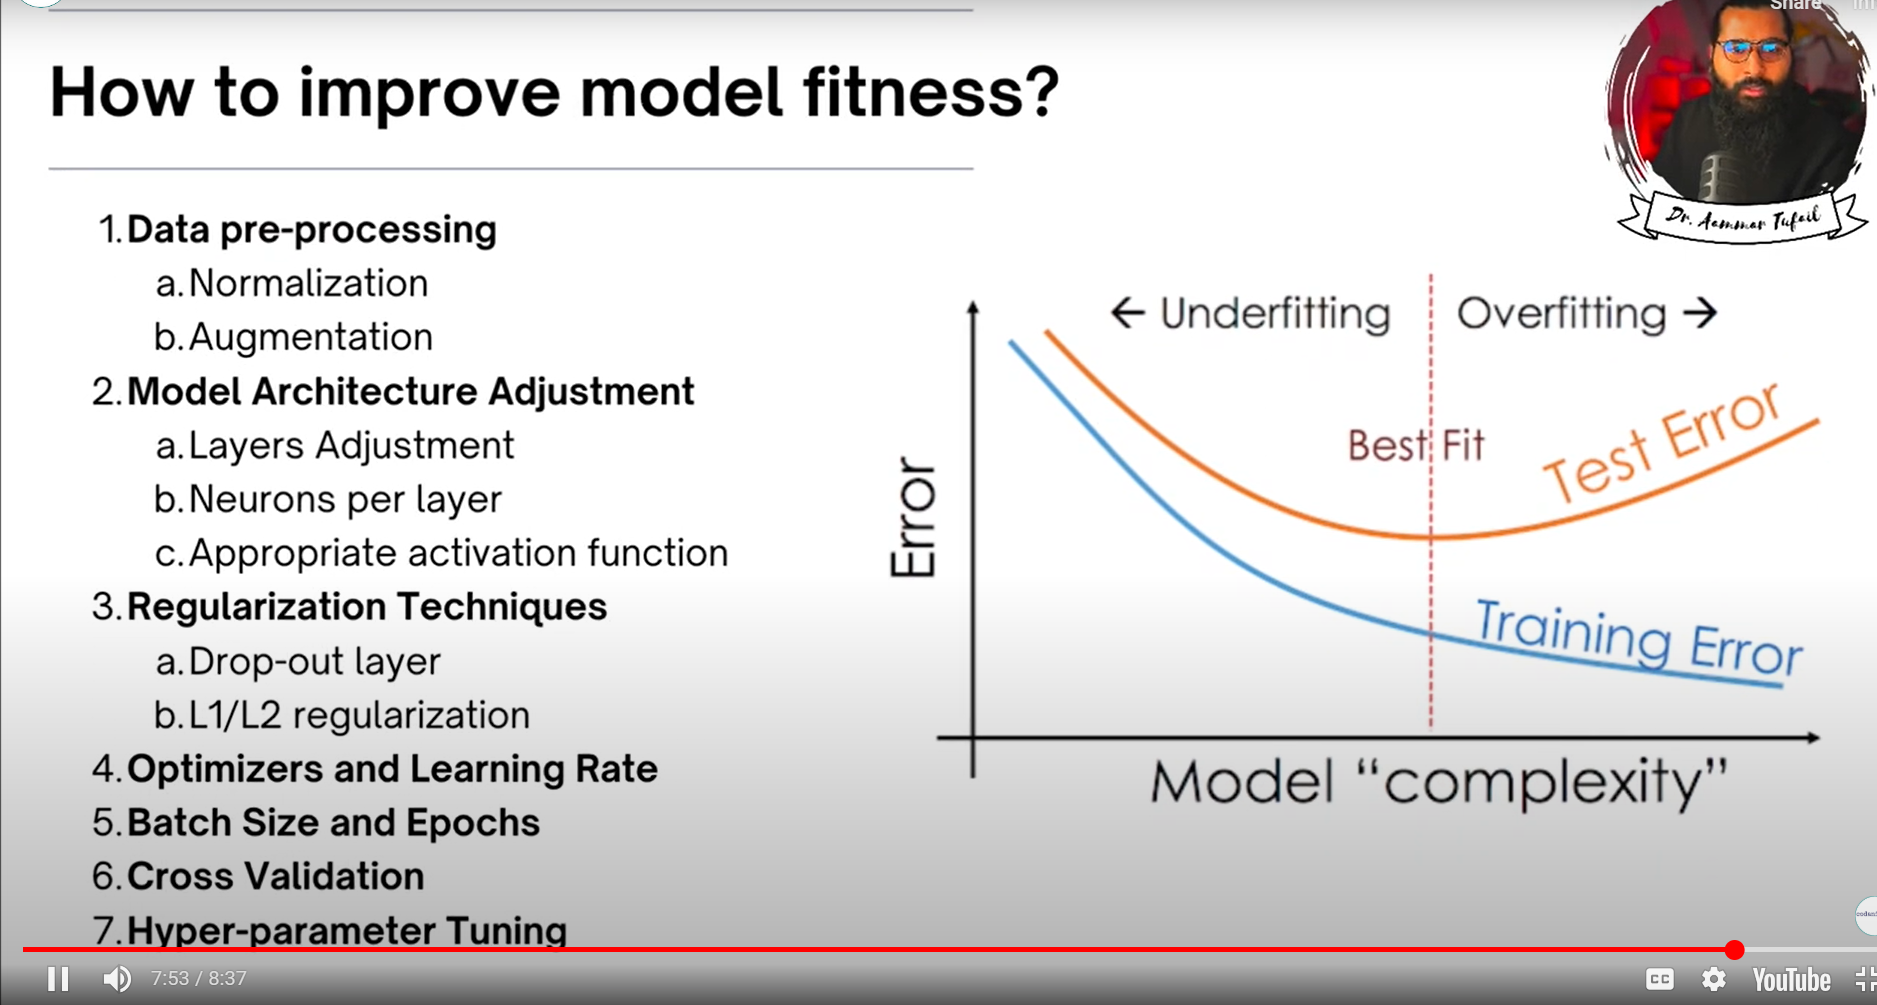 Share
How to improve model fitness?
Dr. Aammar Tufail
1. Data pre-processing
a. Normalization
b. Augmentation
2. Model Architecture Adjustment
a. Layers Adjustment
b. Neurons per layer
c. Appropriate activation function
3. Regularization Techniques
a. Drop-out layer
b. L1/L2 regularization
4. Optimizers and Learning Rate
5. Batch Size and Epochs
6. Cross Validation
7. Hyper-parameter Tuning
← Underfitting Overfitting →
Best Fit
Test Error
Training Error
Error
Model “complexity”
7:53 / 8:37
CC
YouTube